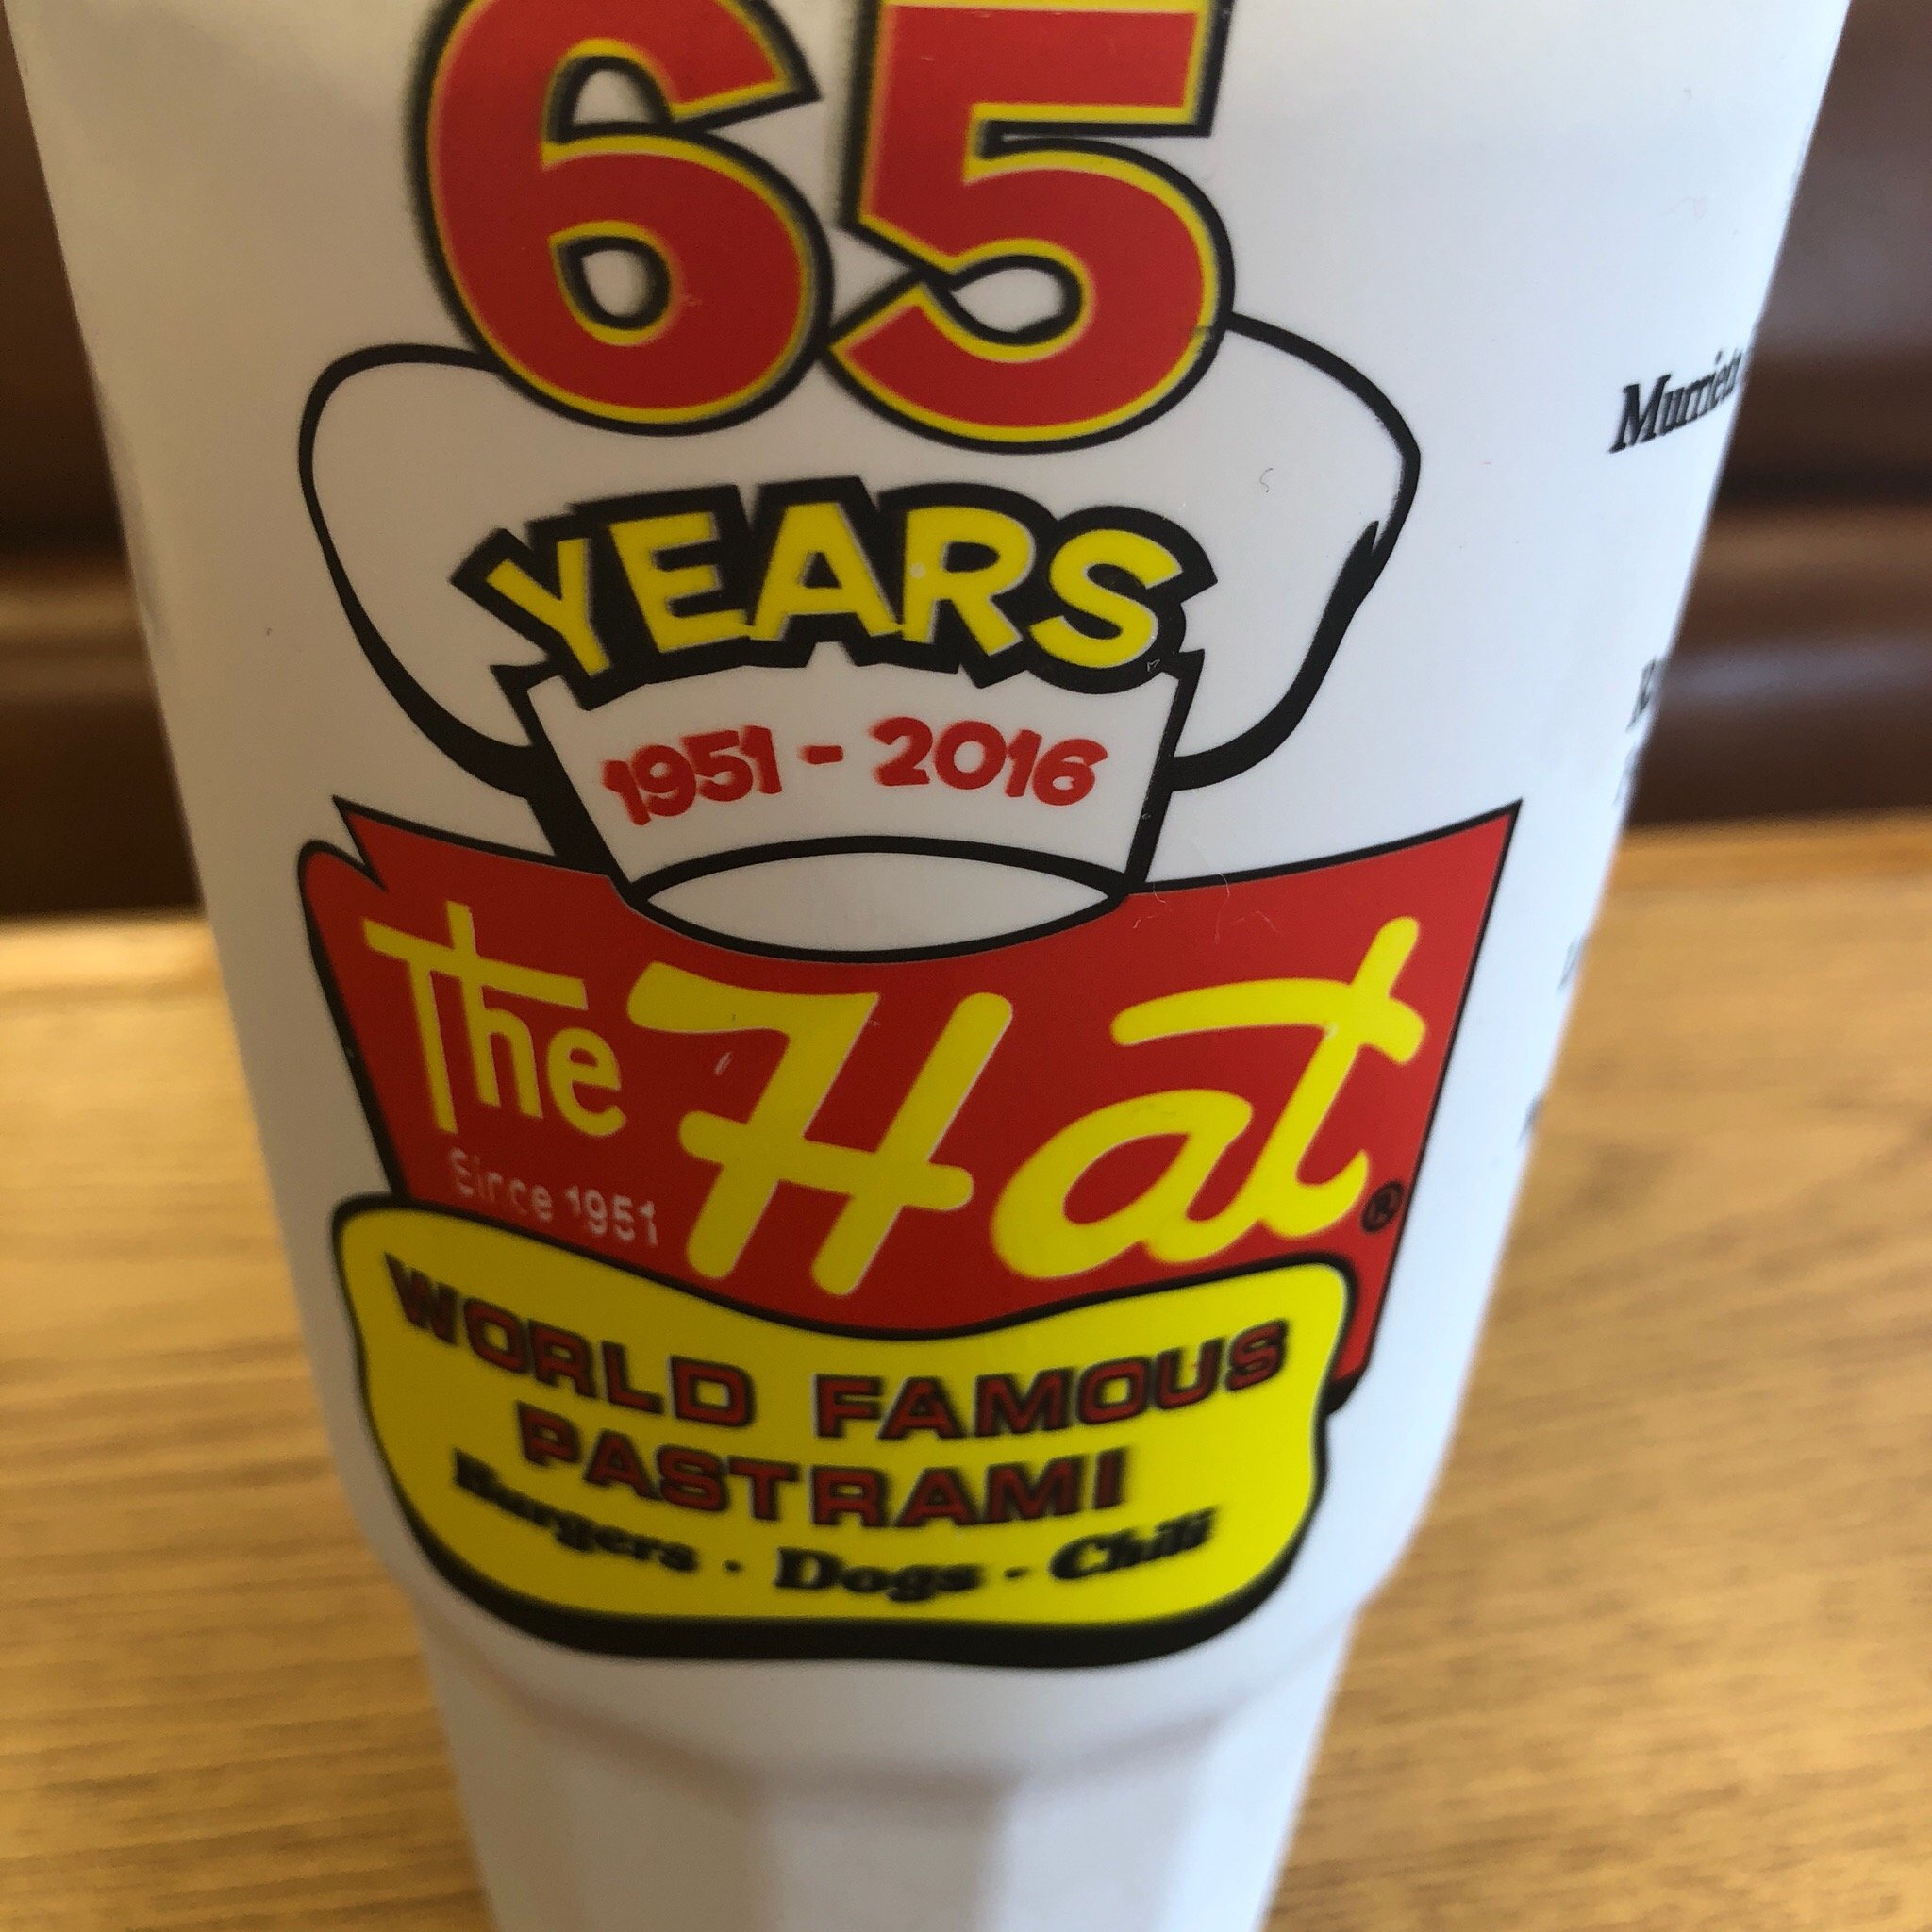 65
YEARS
1951 - 2016
The Hat
Since 1951
®
WORLD FAMOUS
PASTRAMI
Burgers · Dogs · Chili